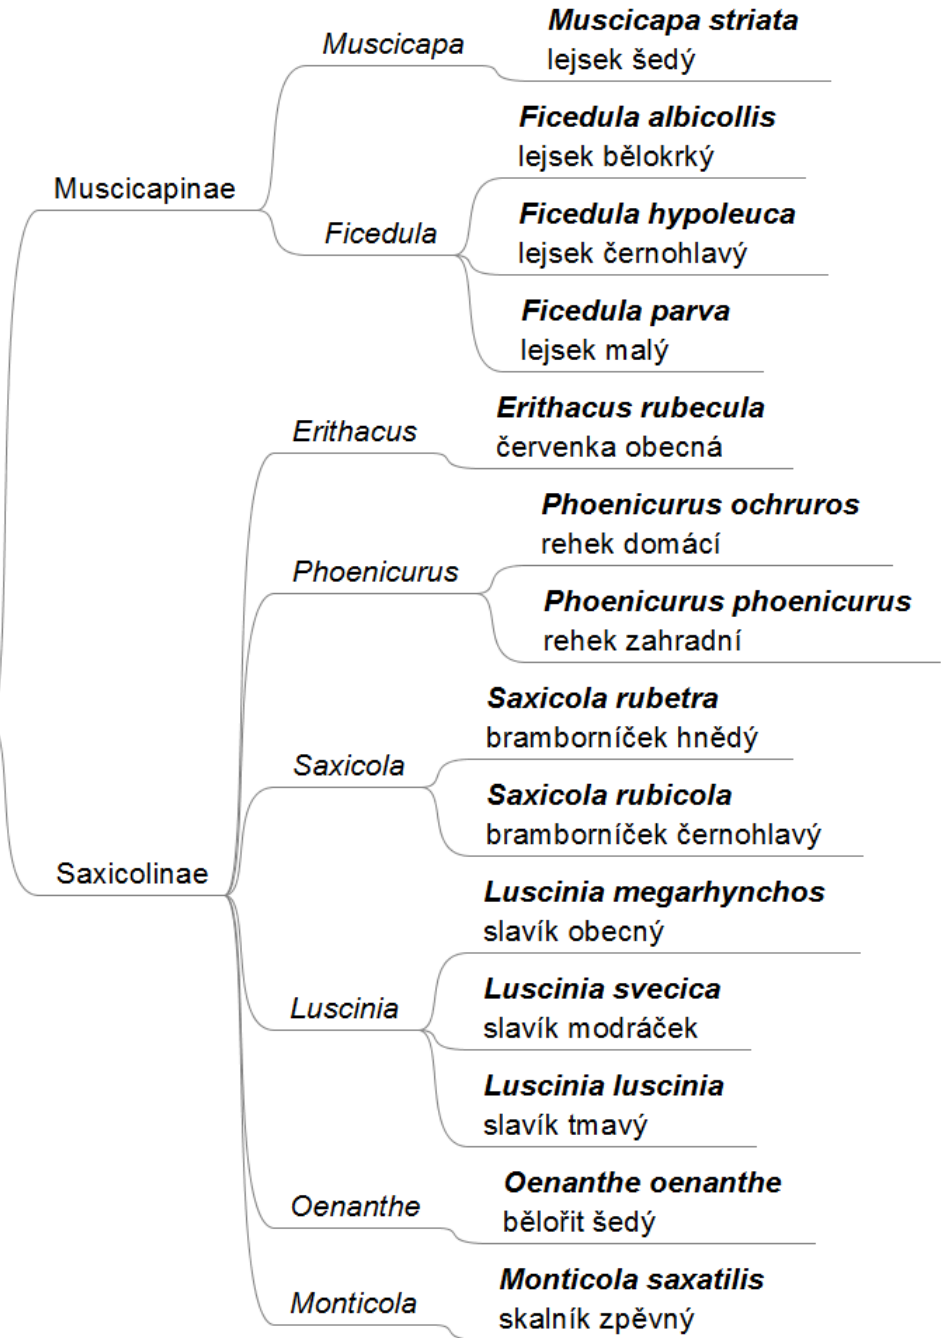 Muscicapa striata
Muscicapa
lejsek šedý
Ficedula albicollis
lejsek bělokrký
Muscicapinae
Ficedula hypoleuca
Ficedula
lejsek černohlavý
Ficedula parva
lejsek malý
Erithacus rubecula
Erithacus
červenka obecná
Phoenicurus ochruros
rehek domácí
Phoenicurus
Phoenicurus phoenicurus
rehek zahradní
Saxicola rubetra
bramborníček hnědý
Saxicola
Saxicola rubicola
bramborníček černohlavý
Saxicolinae
Luscinia megarhynchos
slavík obecný
Luscinia svecica
Luscinia
slavík modráček
Luscinia luscinia
slavík tmavý
Oenanthe oenanthe
Oenanthe
bělořit šedý
Monticola saxatilis
Monticola
skalník zpěvný